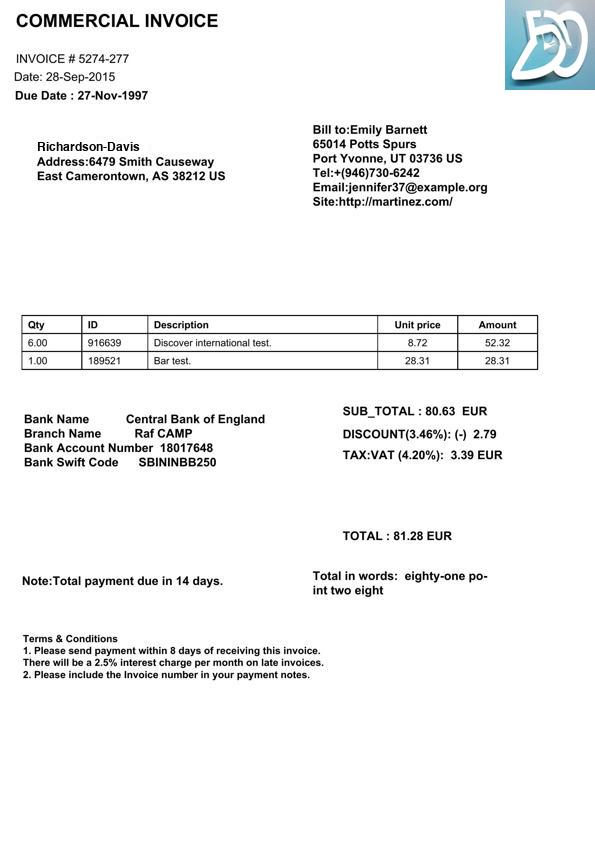 COMMERCIAL INVOICE
INVOICE # 5274-277
Date: 28-Sep-2015
Due Date : 27-Nov-1997
Richardson-Davis
Address:6479 Smith Causeway
East Camerontown, AS 38212 US
Bill to:Emily Barnett
65014 Potts Spurs
Port Yvonne, UT 03736 US
Tel:+(946)730-6242
Email:jennifer37@example.org
Site:http://martinez.com/
Qty ID Description Unit price Amount
6.00 916639 Discover international test. 8.72 52.32
1.00 189521 Bar test. 28.31 28.31
Bank Name Central Bank of England
Branch Name Raf CAMP
Bank Account Number 18017648
Bank Swift Code SBININBB250
SUB_TOTAL : 80.63 EUR
DISCOUNT(3.46%): (-) 2.79
TAX:VAT (4.20%): 3.39 EUR
TOTAL : 81.28 EUR
Note:Total payment due in 14 days.
Total in words: eighty-one po-
int two eight
Terms & Conditions
1. Please send payment within 8 days of receiving this invoice.
There will be a 2.5% interest charge per month on late invoices.
2. Please include the Invoice number in your payment notes.